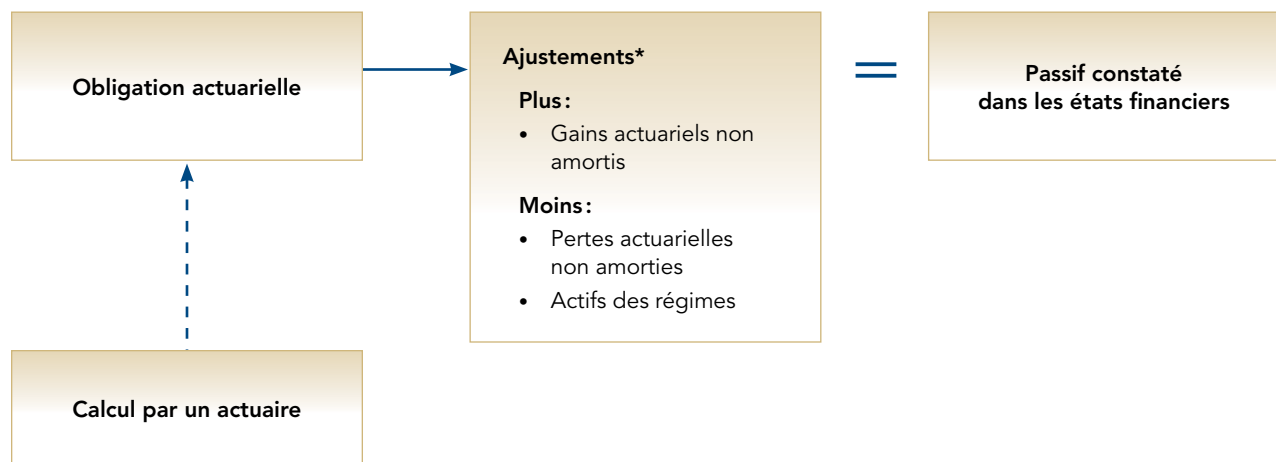 Obligation actuarielle
Ajustements*
Plus :
• Gains actuariels non
amortis
Moins :
• Pertes actuarielles
non amorties
• Actifs des régimes
=
Passif constaté
dans les états financiers
Calcul par un actuaire